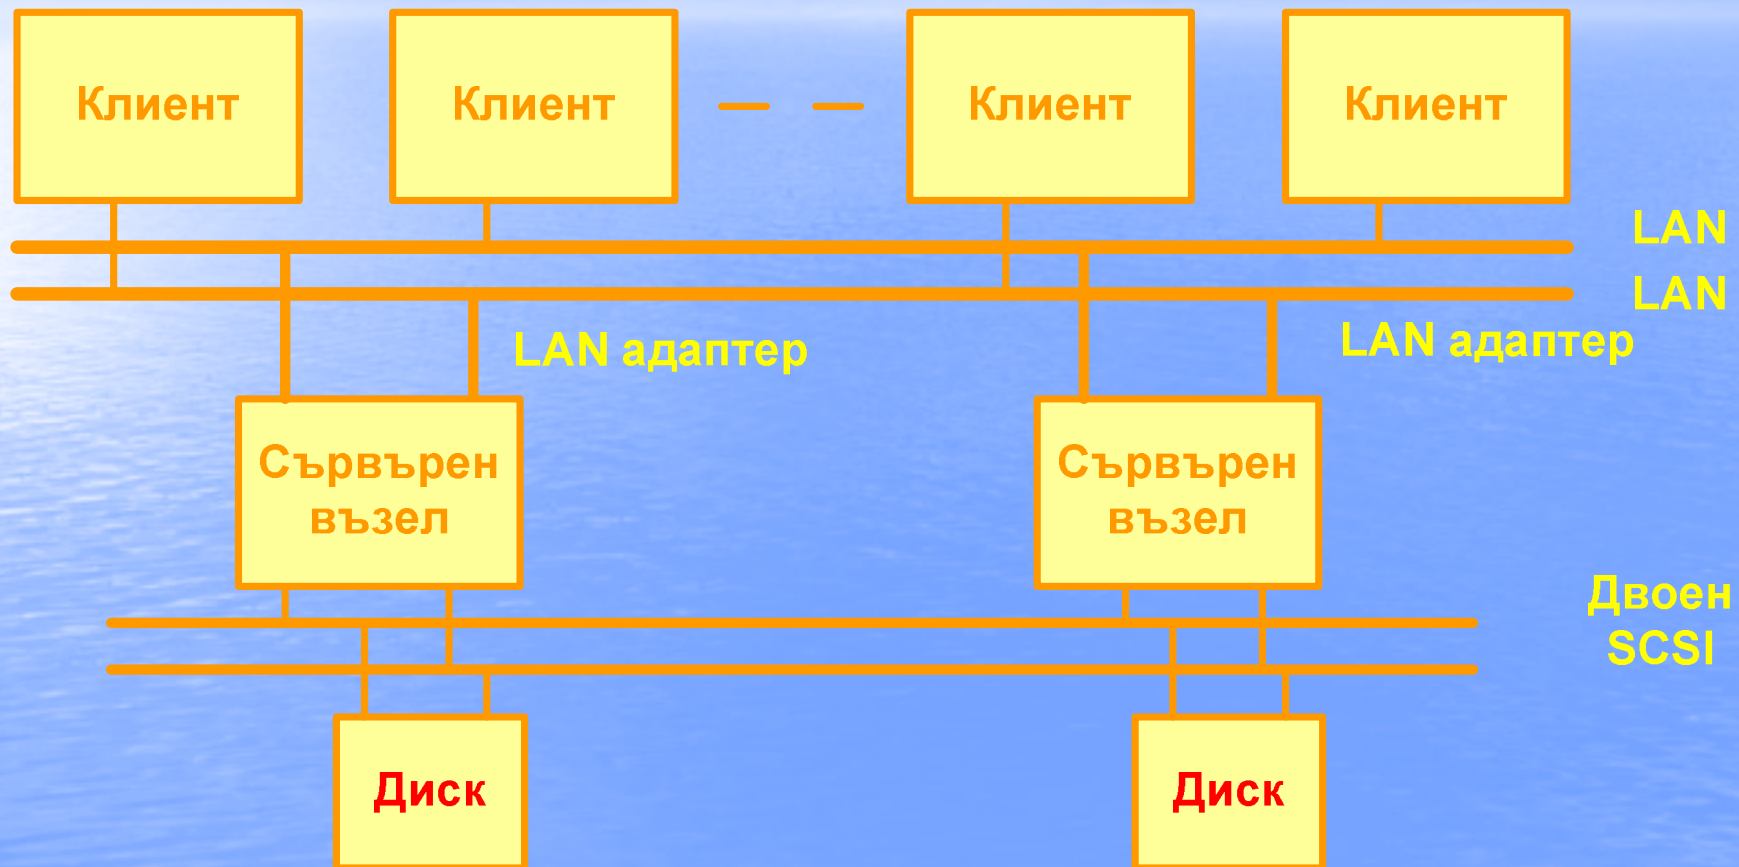 Клиент
Клиент
Клиент
Клиент
LAN
LAN
LAN адаптер
LAN адаптер
Сървърен
възел
Сървърен
възел
Двоен
SCSI
Диск
Диск